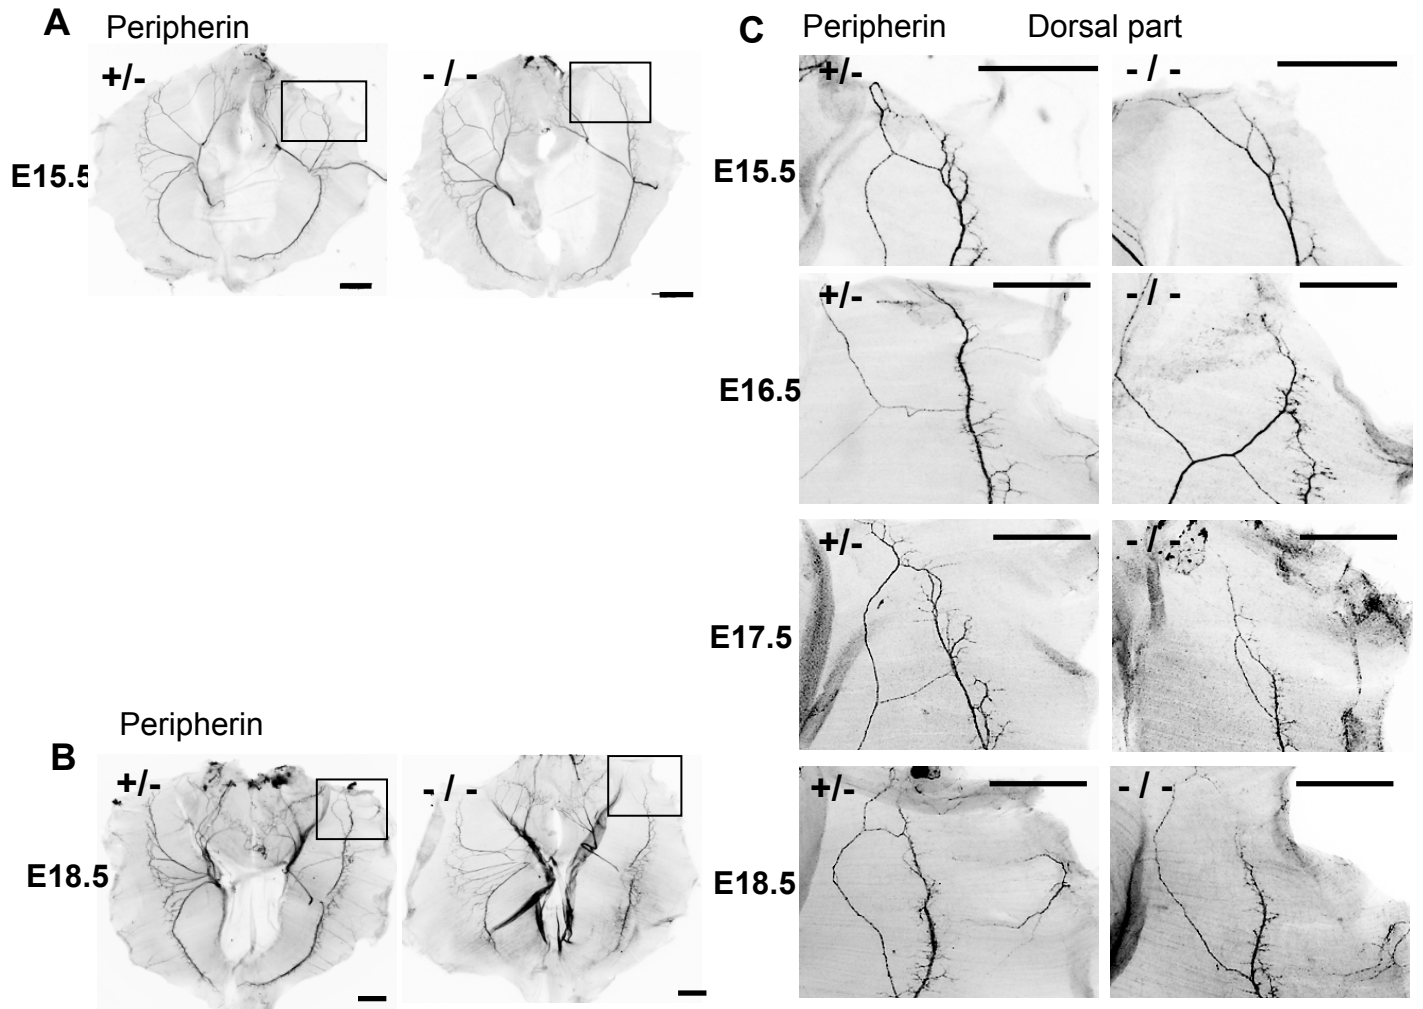 A
Peripherin
+/-
- / -
E15.5
Peripherin
B
+/-
- / -
E18.5
C
Peripherin
Dorsal part
+/-
- / -
E15.5
+/-
- / -
E16.5
+/-
- / -
E17.5
+/-
- / -
E18.5